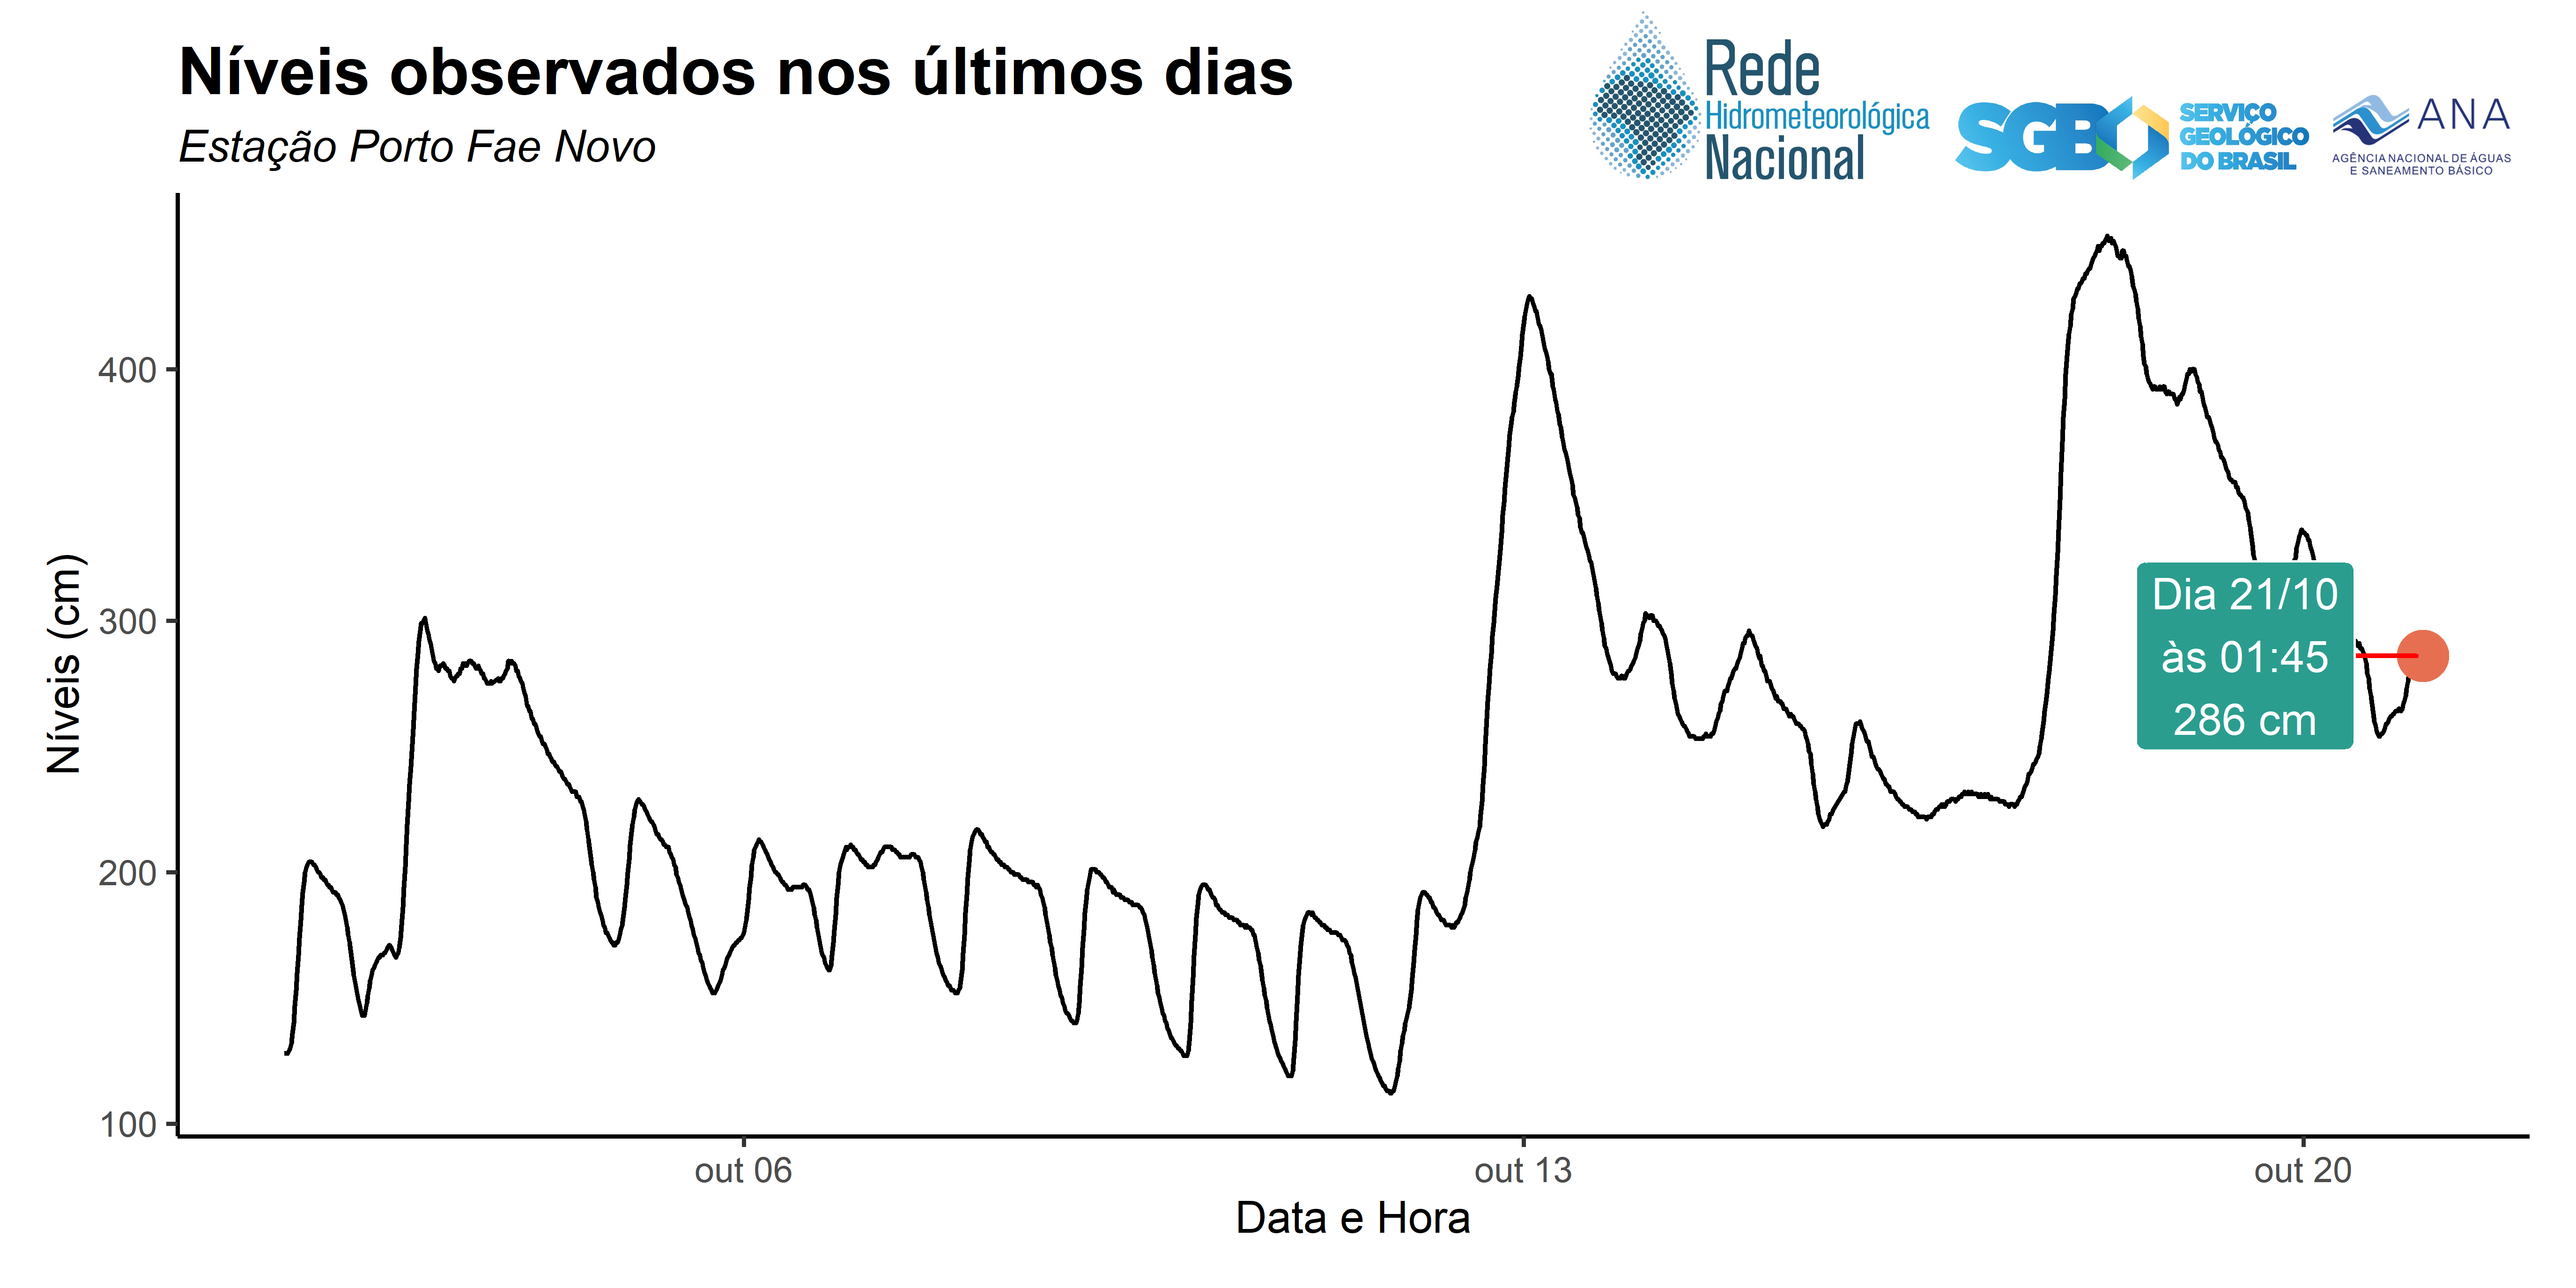 Níveis observados nos últimos dias
Estação Porto Fae Novo
Rede
Hidrometeorológica
Nacional
SGB
SERVIÇO
GEOLÓGICO
DO BRASIL
ANA
AGÊNCIA NACIONAL DE ÁGUAS
E SANEAMENTO BÁSICO
Níveis (cm)
400
300
200
100
Dia 21/10
às 01:45
286 cm
out 06
out 13
out 20
Data e Hora